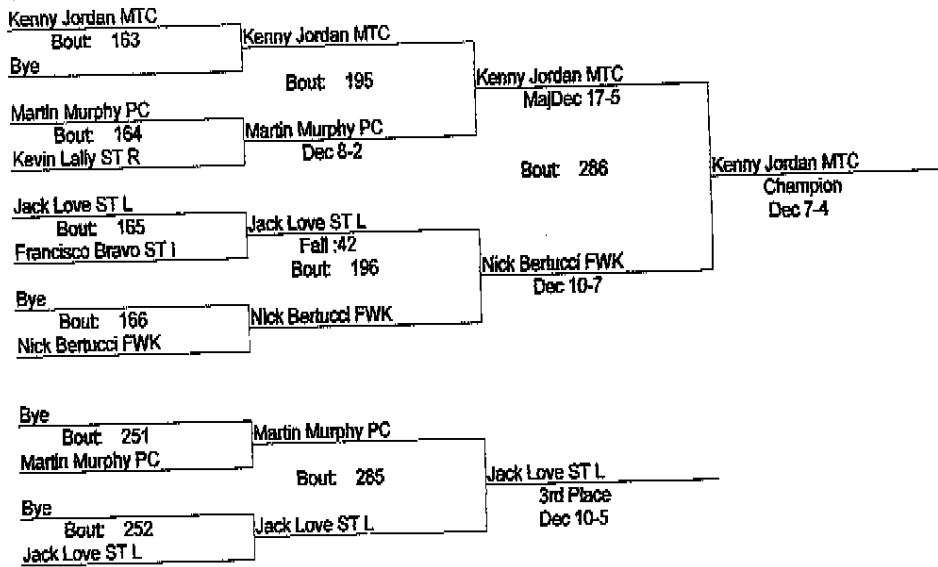 Kenny Jordan MTC
Bout: 163
Bye
Kenny Jordan MTC
Bout: 195
Martin Murphy PC
Bout: 164
Kevin Lally ST R
Martin Murphy PC
Dec 8-2
Kenny Jordan MTC
MajDec 17-5
Bout: 286
Jack Love ST L
Bout: 165
Francisco Bravo ST I
Jack Love ST L
Fall :42
Bout: 196
Bye
Bout: 166
Nick Bertucci FWK
Nick Bertucci FWK
Nick Bertucci FWK
Dec 10-7
Kenny Jordan MTC
Champion
Dec 7-4
Bye
Bout: 251
Martin Murphy PC
Martin Murphy PC
Bout: 285
Bye
Bout: 252
Jack Love ST L
Jack Love ST L
Jack Love ST L
3rd Place
Dec 10-5